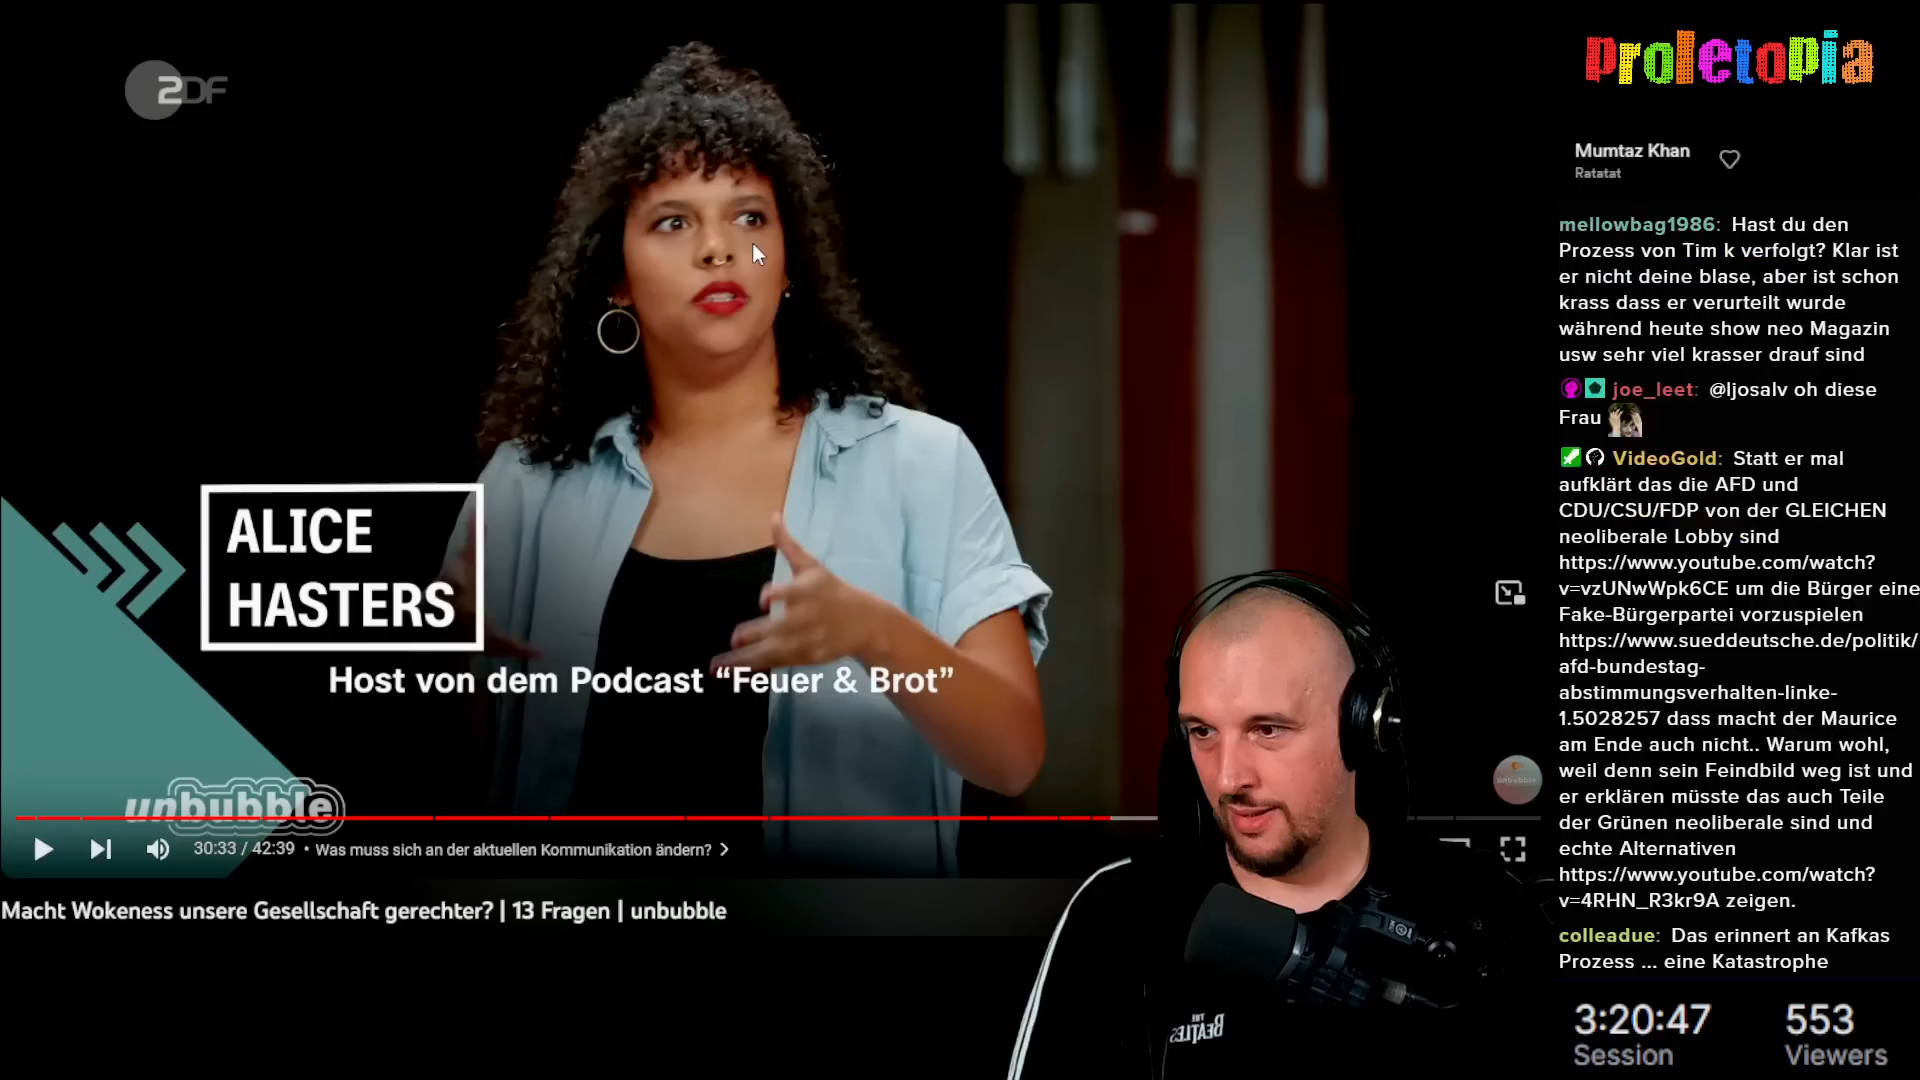 2DF
Proletopia
Mumtaz Khan
Ratatat
mellowbag1986: Hast du den
Prozess von Tim k verfolgt? Klar ist
er nicht deine blase, aber ist schon
krass dass er verurteilt wurde
während heute show neo Magazin
usw sehr viel krasser drauf sind
joe_leet: @ljosalv oh diese
Frau
VideoGold: Statt er mal
aufklärt das die AFD und
CDU/CSU/FDP von der GLEICHEN
neoliberale Lobby sind
https://www.youtube.com/watch?
v=vzUNwWpk6CE um die Bürger eine
Fake-Bürgerpartei vorzuspielen
https://www.sueddeutsche.de/politik/
afd-bundestag-
abstimmungsverhalten-linke-
1.5028257 dass macht der Maurice
am Ende auch nicht.. Warum wohl,
weil denn sein Feindbild weg ist und
er erklären müsste das auch Teile
der Grünen neoliberale sind und
echte Alternativen
https://www.youtube.com/watch?
v=4RHN_R3kr9A zeigen.
colleadue: Das erinnert an Kafkas
Prozess ... eine Katastrophe
3:20:47
Session
553
Viewers
ALICE
HASTERS
Host von dem Podcast “Feuer & Brot”
unbubble
30:33 / 42:39 • Was muss sich an der aktuellen Kommunikation ändern?
Macht Wokeness unsere Gesellschaft gerechter? | 13 Fragen | unbubble
THE
BEATLES
unbubble